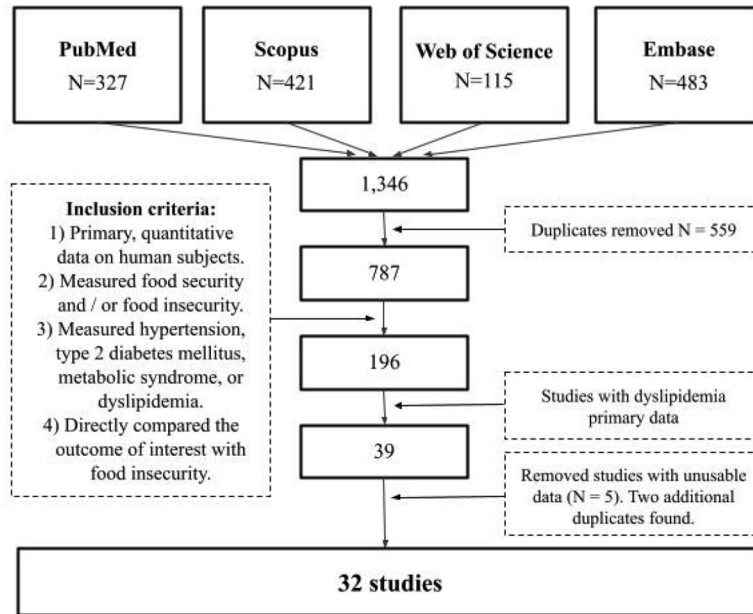 PubMed
N=327
Scopus
N=421
Web of Science
N=115
Embase
N=483
1,346
Duplicates removed N = 559
Inclusion criteria:
1) Primary, quantitative
data on human subjects.
2) Measured food security
and / or food insecurity.
3) Measured hypertension,
type 2 diabetes mellitus,
metabolic syndrome, or
dyslipidemia.
4) Directly compared the
outcome of interest with
food insecurity.
787
196
Studies with dyslipidemia
primary data
39
Removed studies with unusable
data (N = 5). Two additional
duplicates found.
32 studies